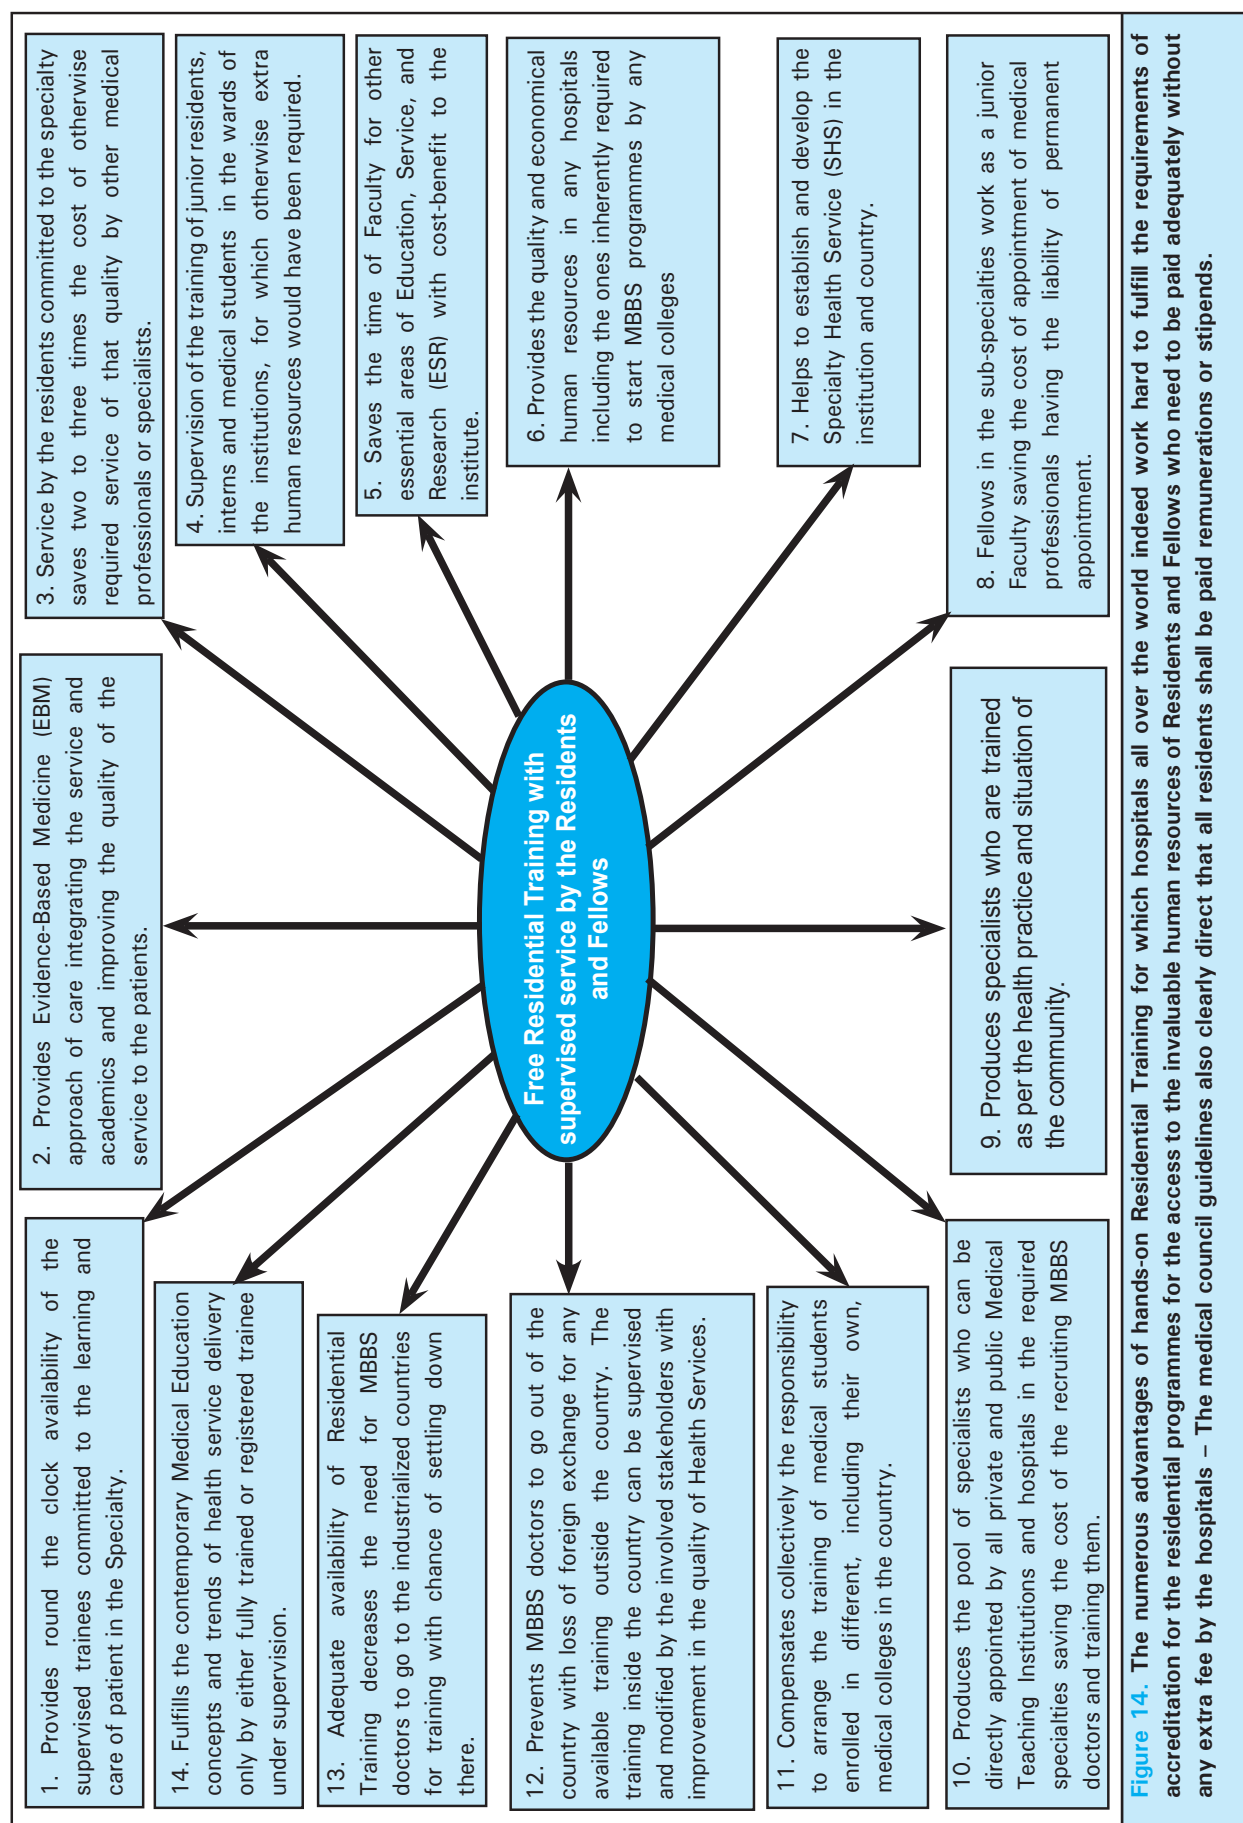 1. Provides round the clock availability of the
supervised trainees committed to the learning and
care of patient in the Specialty.
2. Provides Evidence-Based Medicine (EBM)
approach of care integrating the service and
academics and improving the quality of the
service to the patients.
3. Service by the residents committed to the specialty
saves two to three times the cost of otherwise
required service of that quality by other medical
professionals or specialists.
4. Supervision of the training of junior residents,
interns and medical students in the wards of
the institutions, for which otherwise extra
human resources would have been required.
5. Saves the time of Faculty for other
essential areas of Education, Service, and
Research (ESR) with cost-benefit to the
institute.
6. Provides the quality and economical
human resources in any hospitals
including the ones inherently required
to start MBBS programmes by any
medical colleges
7. Helps to establish and develop the
Specialty Health Service (SHS) in the
institution and country.
8. Fellows in the sub-specialties work as a junior
Faculty saving the cost of appointment of medical
professionals having the liability of permanent
appointment.
9. Produces specialists who are trained
as per the health practice and situation of
the community.
10. Produces the pool of specialists who can be
directly appointed by all private and public Medical
Teaching Institutions and hospitals in the required
specialties saving the cost of the recruiting MBBS
doctors and training them.
11. Compensates collectively the responsibility
to arrange the training of medical students
enrolled in different, including their own,
medical colleges in the country.
12. Prevents MBBS doctors to go out of the
country with loss of foreign exchange for any
available training outside the country. The
training inside the country can be supervised
and modified by the involved stakeholders with
improvement in the quality of Health Services.
13. Adequate availability of Residential
Training decreases the need for MBBS
doctors to go to the industrialized countries
for training with chance of settling down
there.
14. Fulfills the contemporary Medical Education
concepts and trends of health service delivery
only by either fully trained or registered trainee
under supervision.
Free Residential Training with
supervised service by the Residents
and Fellows
Figure 14. The numerous advantages of hands-on Residential Training for which hospitals all over the world indeed work hard to fulfill the requirements of
accreditation for the residential programmes for the access to the invaluable human resources of Residents and Fellows who need to be paid adequately without
any extra fee by the hospitals – The medical council guidelines also clearly direct that all residents shall be paid remunerations or stipends.